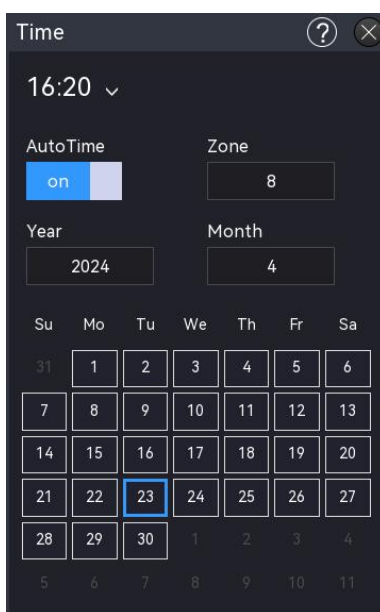 Time ?
16:20
AutoTime Zone
on 8
Year Month
2024 4
Su Mo Tu We Th Fr Sa
31 1 2 3 4 5 6
7 8 9 10 11 12 13
14 15 16 17 18 19 20
21 22 23 24 25 26 27
28 29 30 1 2 3 4
5 6 7 8 9 10 11